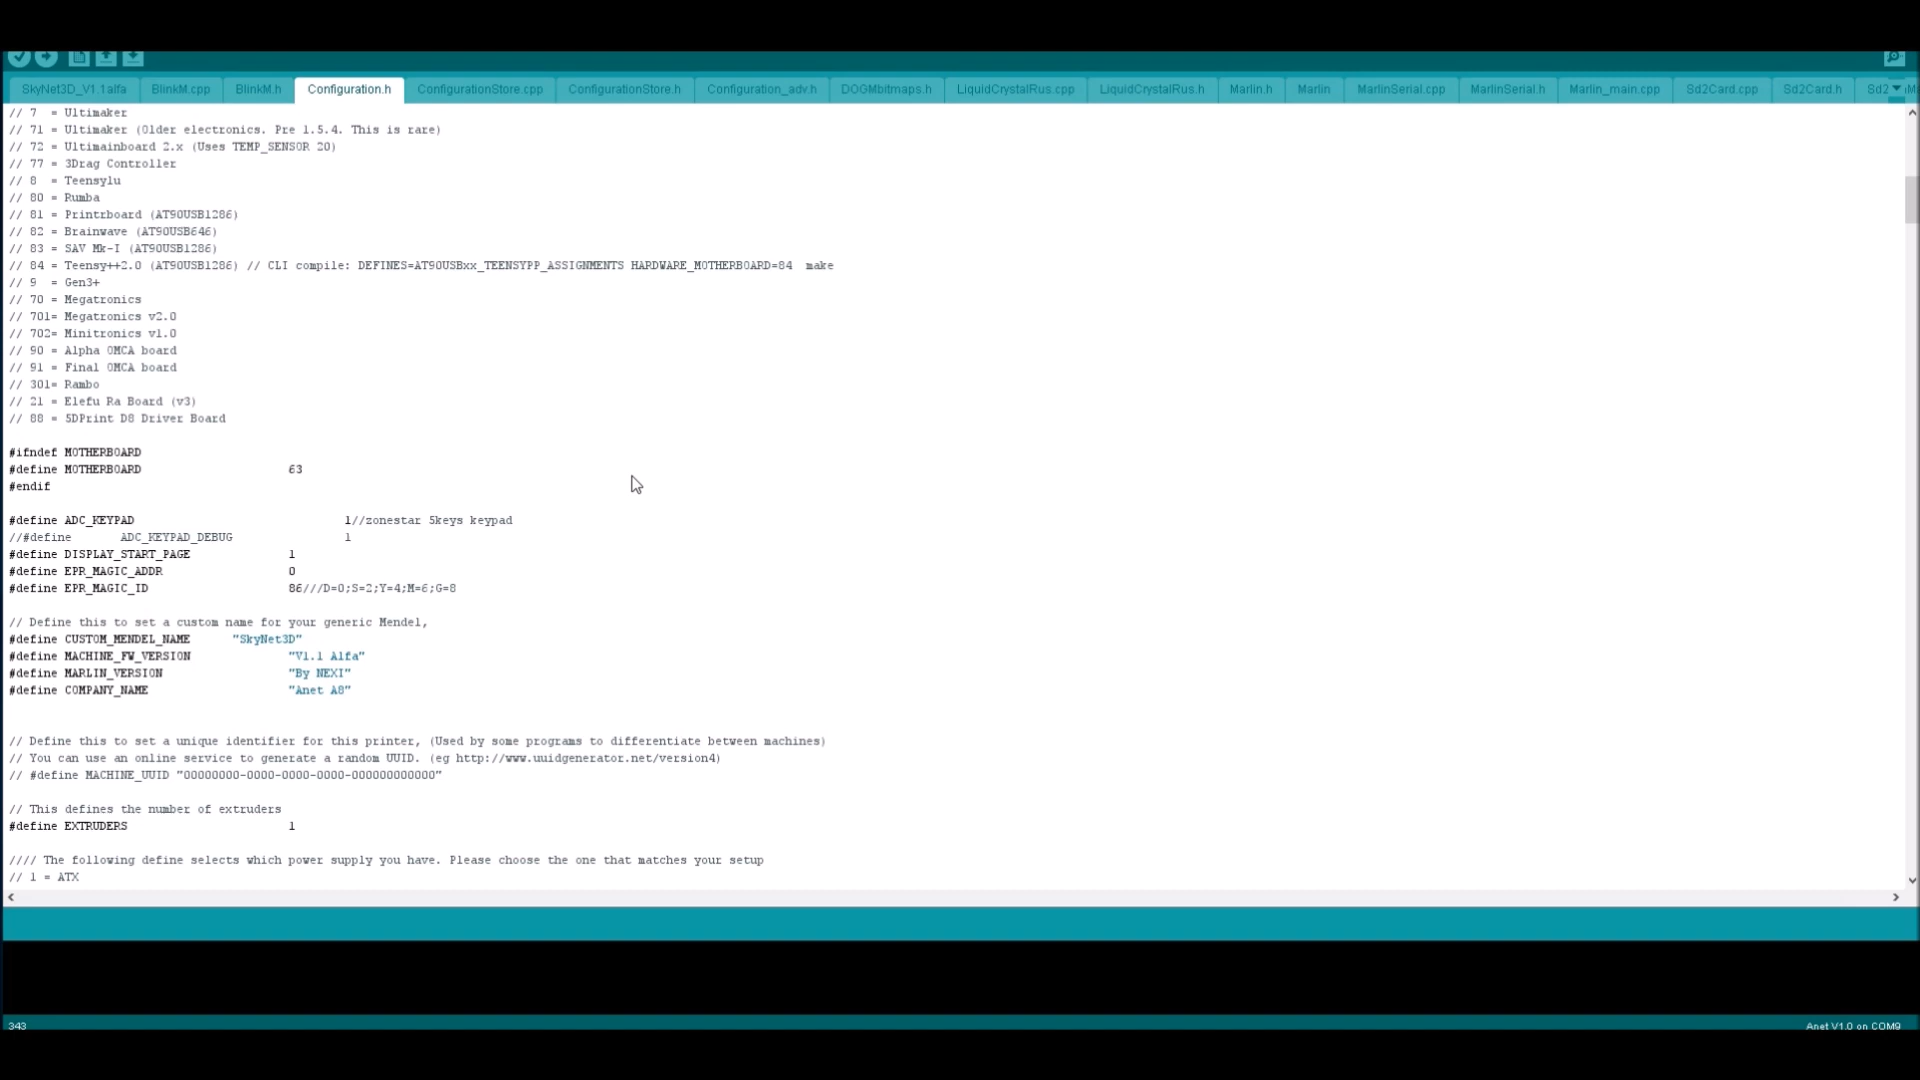 SkyNet3D_V1.1alfa BlinkM.cpp BlinkM.h Configuration.h ConfigurationStore.cpp ConfigurationStore.h Configuration_adv.h DOGMbitmaps.h LiquidCrystalRus.cpp LiquidCrystalRus.h Marlin.h Marlin MarlinSerial.cpp MarlinSerial.h Marlin_main.cpp Sd2Card.cpp Sd2Card.h Sd2
// 7  = Ultimaker
// 71 = Ultimaker (Older electronics. Pre 1.5.4. This is rare)
// 72 = Ultimainboard 2.x (Uses TEMP_SENSOR 20)
// 77 = 3Drag Controller
// 8  = Teensylu
// 80 = Rumba
// 81 = Printrboard (AT90USB1286)
// 82 = Brainwave (AT90USB646)
// 83 = SAV Mk-I (AT90USB1286)
// 84 = Teensy++2.0 (AT90USB1286) // CLI compile: DEFINES=AT90USBxx_TEENSYPP_ASSIGNMENTS HARDWARE_MOTHERBOARD=84  make
// 9  = Gen3+
// 70 = Megatronics
// 701= Megatronics v2.0
// 702= Minitronics v1.0
// 90 = Alpha OMCA board
// 91 = Final OMCA board
// 301= Rambo
// 21 = Elefu Ra Board (v3)
// 88 = 5DPrint D8 Driver Board
#ifndef MOTHERBOARD
#define MOTHERBOARD 63
#endif
#define ADC_KEYPAD 1//zonestar 5keys keypad
//#define ADC_KEYPAD_DEBUG 1
#define DISPLAY_START_PAGE 1
#define EPR_MAGIC_ADDR 0
#define EPR_MAGIC_ID 86///D=0;S=2;Y=4;M=6;G=8
// Define this to set a custom name for your generic Mendel,
#define CUSTOM_MENDEL_NAME "SkyNet3D"
#define MACHINE_FW_VERSION "V1.1 Alfa"
#define MARLIN_VERSION "By NEXI"
#define COMPANY_NAME "Anet A8"
// Define this to set a unique identifier for this printer, (Used by some programs to differentiate between machines)
// You can use an online service to generate a random UUID. (eg http://www.uuidgenerator.net/version4)
// #define MACHINE_UUID "00000000-0000-0000-0000-000000000000"
// This defines the number of extruders
#define EXTRUDERS 1
//// The following define selects which power supply you have. Please choose the one that matches your setup
// 1 = ATX
343 Anet V1.0 on COM9